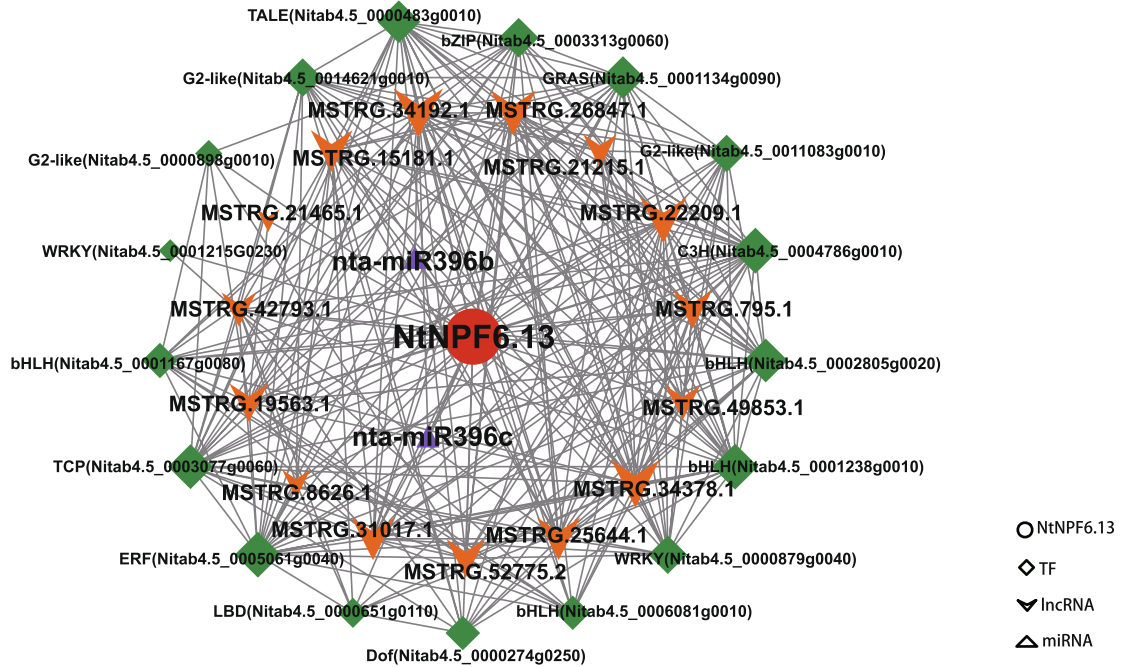 TALE(Nitab4.5_0000483g0010)
bZIP(Nitab4.5_0003313g0060)
G2-like(Nitab4.5_0014621g0010)
GRAS(Nitab4.5_0001134g0090)
MSTRG.34192.1
MSTRG.26847.1
G2-like(Nitab4.5_0000898g0010)
MSTRG.15181.1
MSTRG.21215.1
G2-like(Nitab4.5_0011083g0010)
MSTRG.21465.1
MSTRG.22209.1
WRKY(Nitab4.5_0001215G0230)
nta-miR396b
C3H(Nitab4.5_0004786g0010)
MSTRG.42793.1
MSTRG.795.1
NtNPF6.13
bHLH(Nitab4.5_0001167g0080)
bHLH(Nitab4.5_0002805g0020)
MSTRG.19563.1
MSTRG.49853.1
nta-miR396c
TCP(Nitab4.5_0003077g0060)
bHLH(Nitab4.5_0001238g0010)
MSTRG.8626.1
MSTRG.34378.1
MSTRG.31017.1
MSTRG.25644.1
ERF(Nitab4.5_0005061g0040)
MSTRG.52775.2
WRKY(Nitab4.5_0000879g0040)
LBD(Nitab4.5_0000651g0110)
bHLH(Nitab4.5_0006081g0010)
Dof(Nitab4.5_0000274g0250)
NtNPF6.13
TF
lncRNA
miRNA